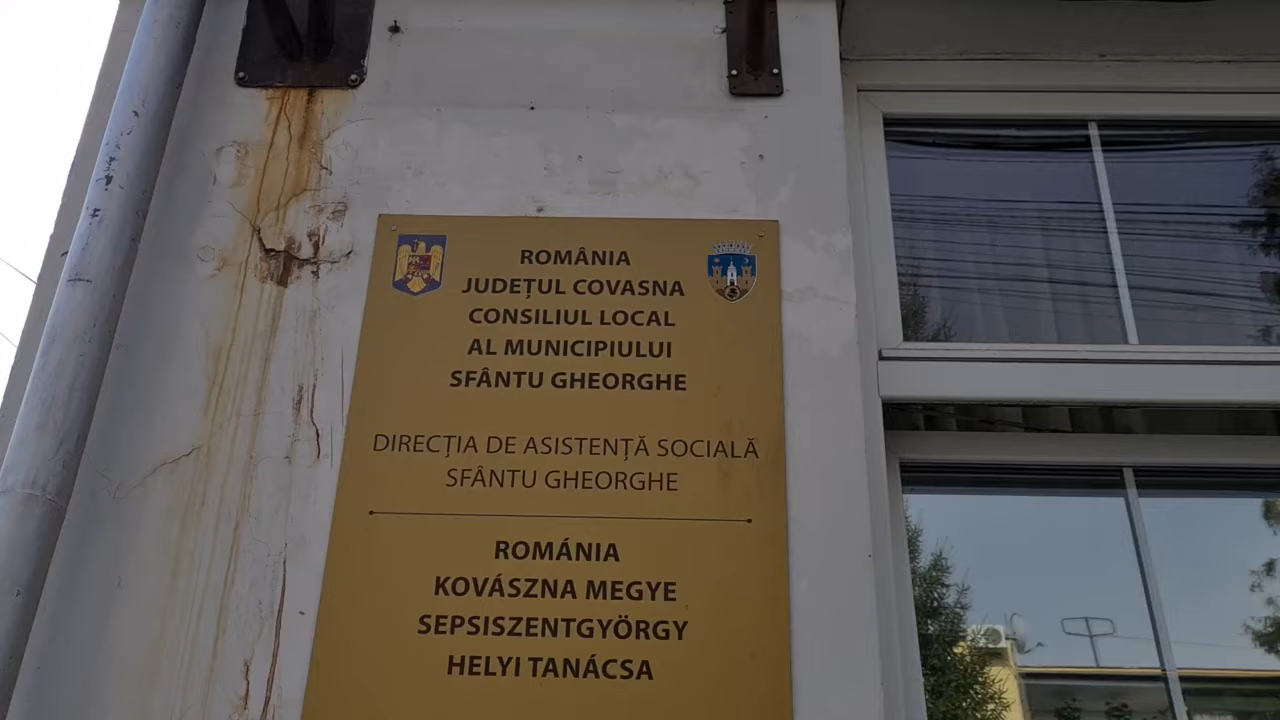 ROMÂNIA
JUDEȚUL COVASNA
CONSILIUL LOCAL
AL MUNICIPIULUI
SFÂNTU GHEORGHE
DIRECȚIA DE ASISTENȚĂ SOCIALĂ
SFÂNTU GHEORGHE
ROMÁNIA
KOVÁSZNA MEGYE
SEPSISZENTGYÖRGY
HELYI TANÁCSA